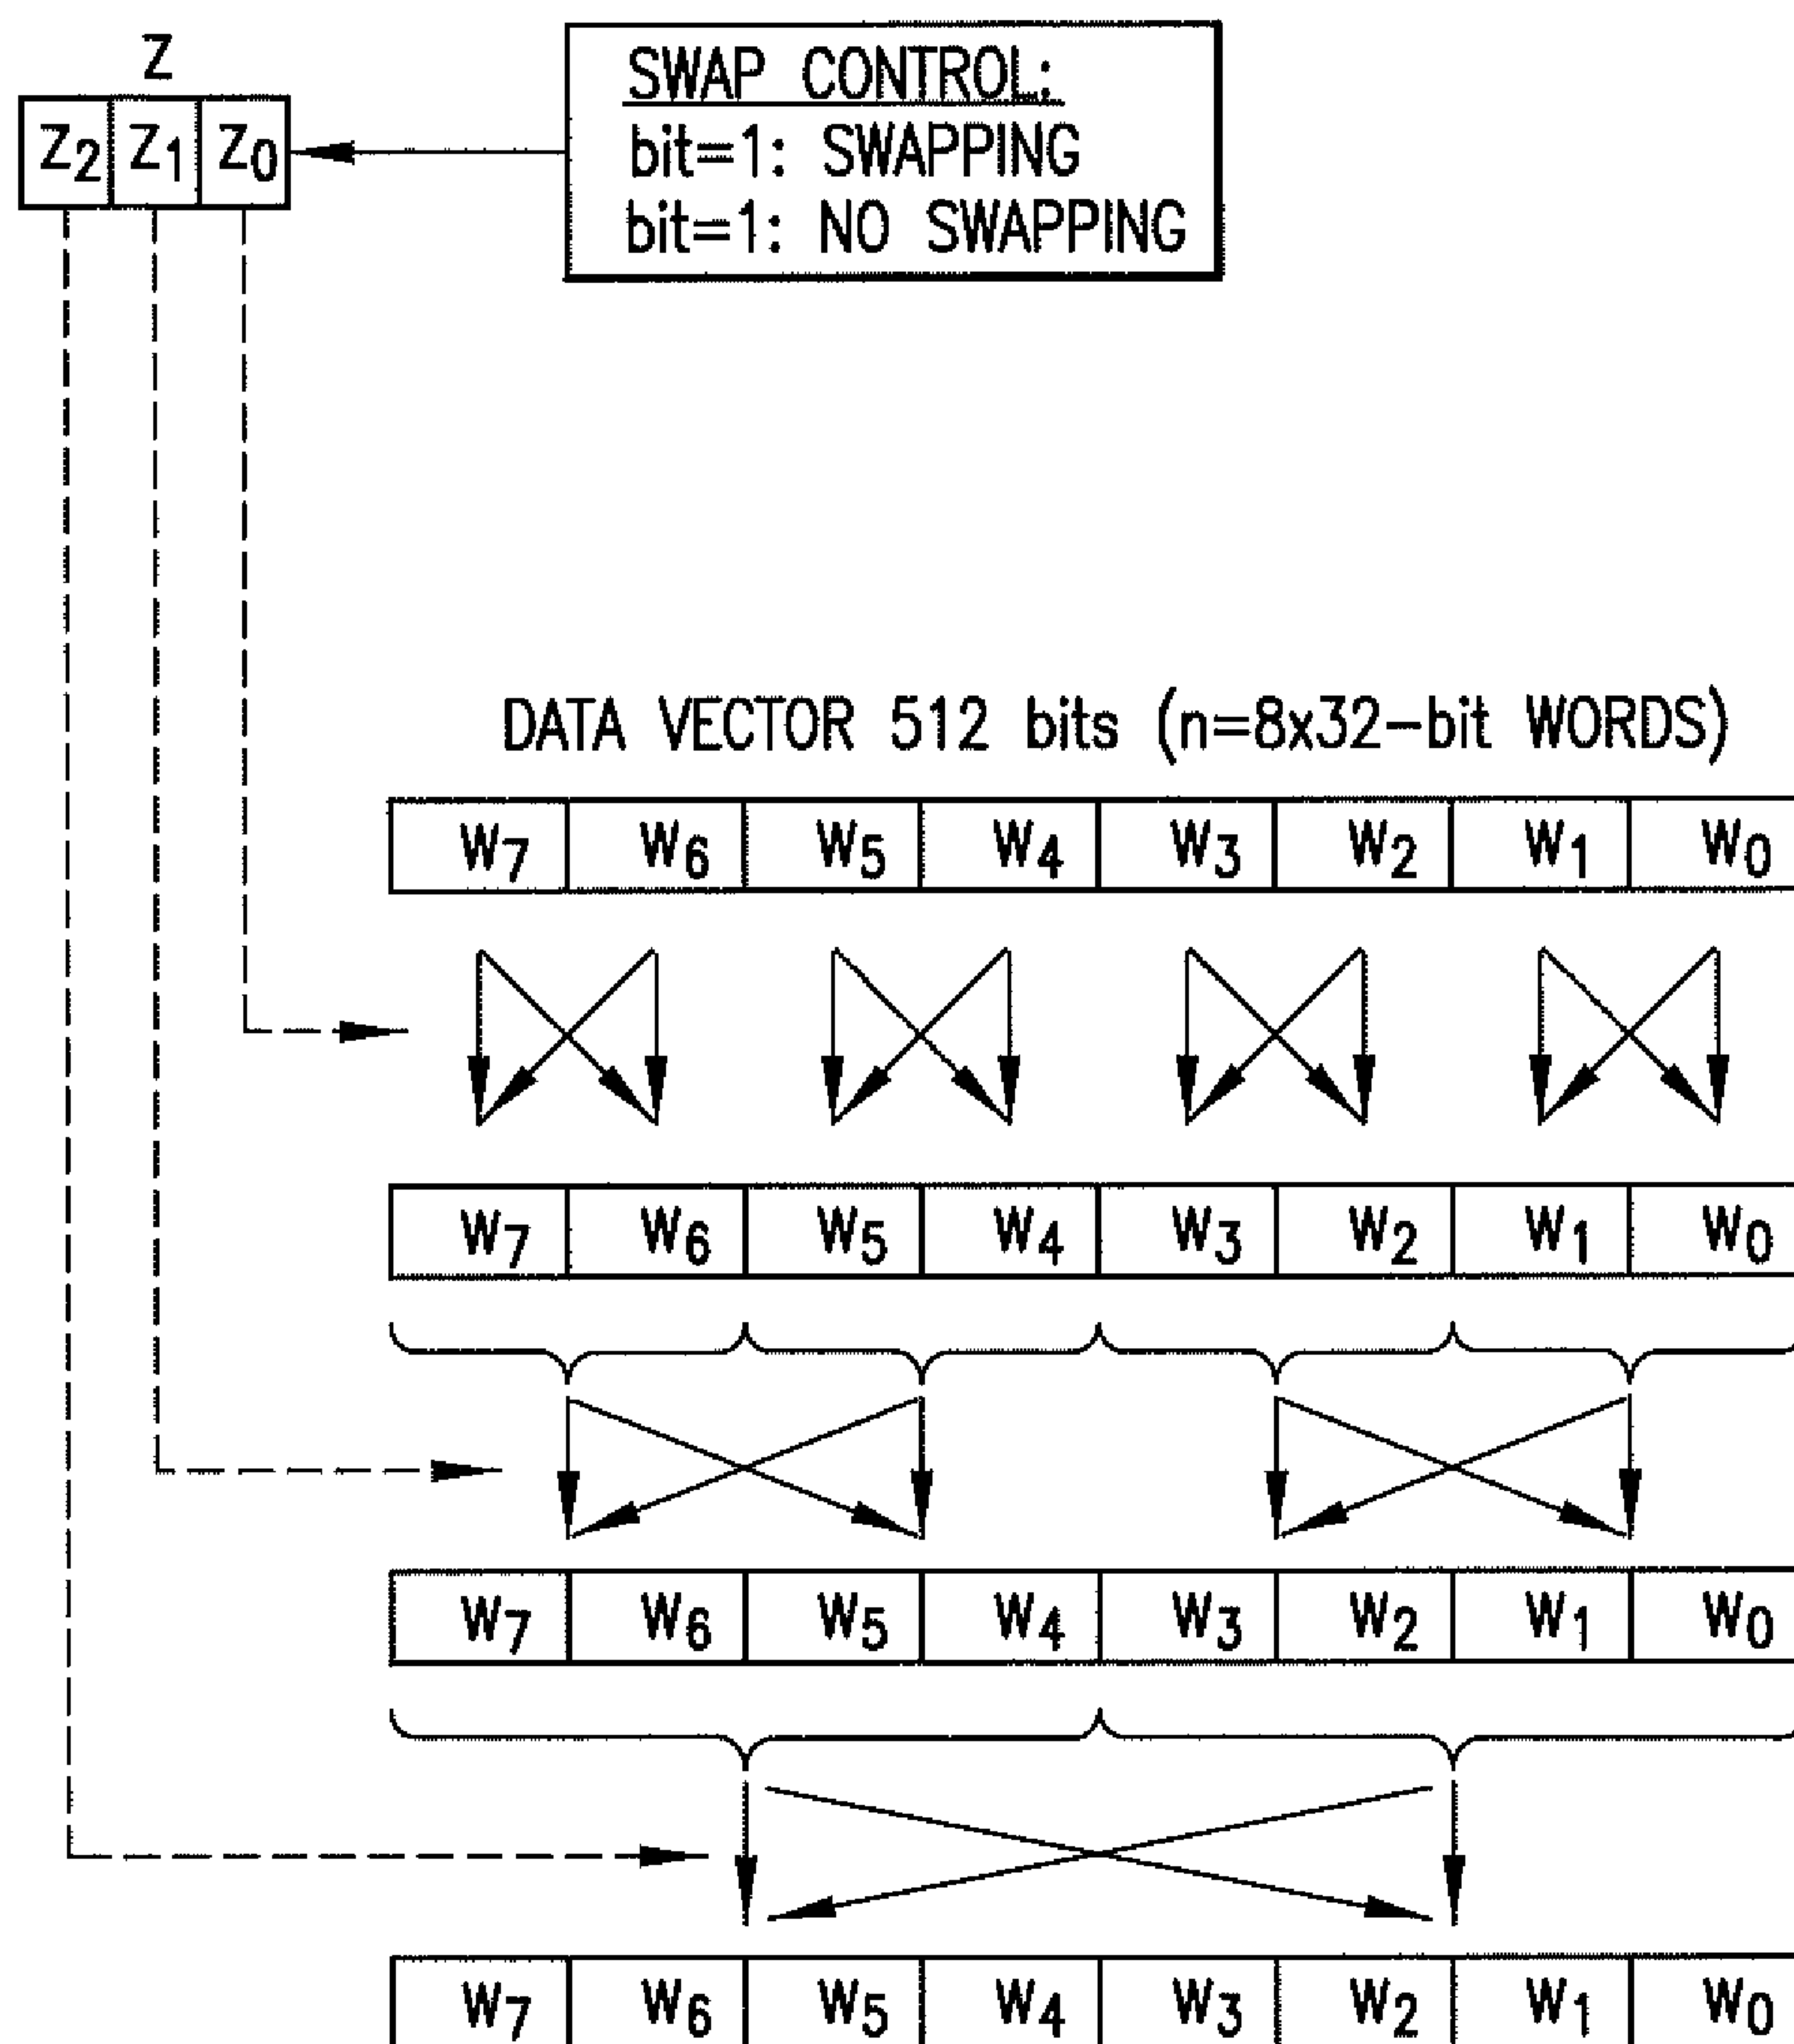 Z
Z2 Z1 Z0
SWAP CONTROL:
bit=1: SWAPPING
bit=1: NO SWAPPING
DATA VECTOR 512 bits (n=8x32-bit WORDS)
W7 W6 W5 W4 W3 W2 W1 W0
W7 W6 W5 W4 W3 W2 W1 W0
W7 W6 W5 W4 W3 W2 W1 W0
W7 W6 W5 W4 W3 W2 W1 W0